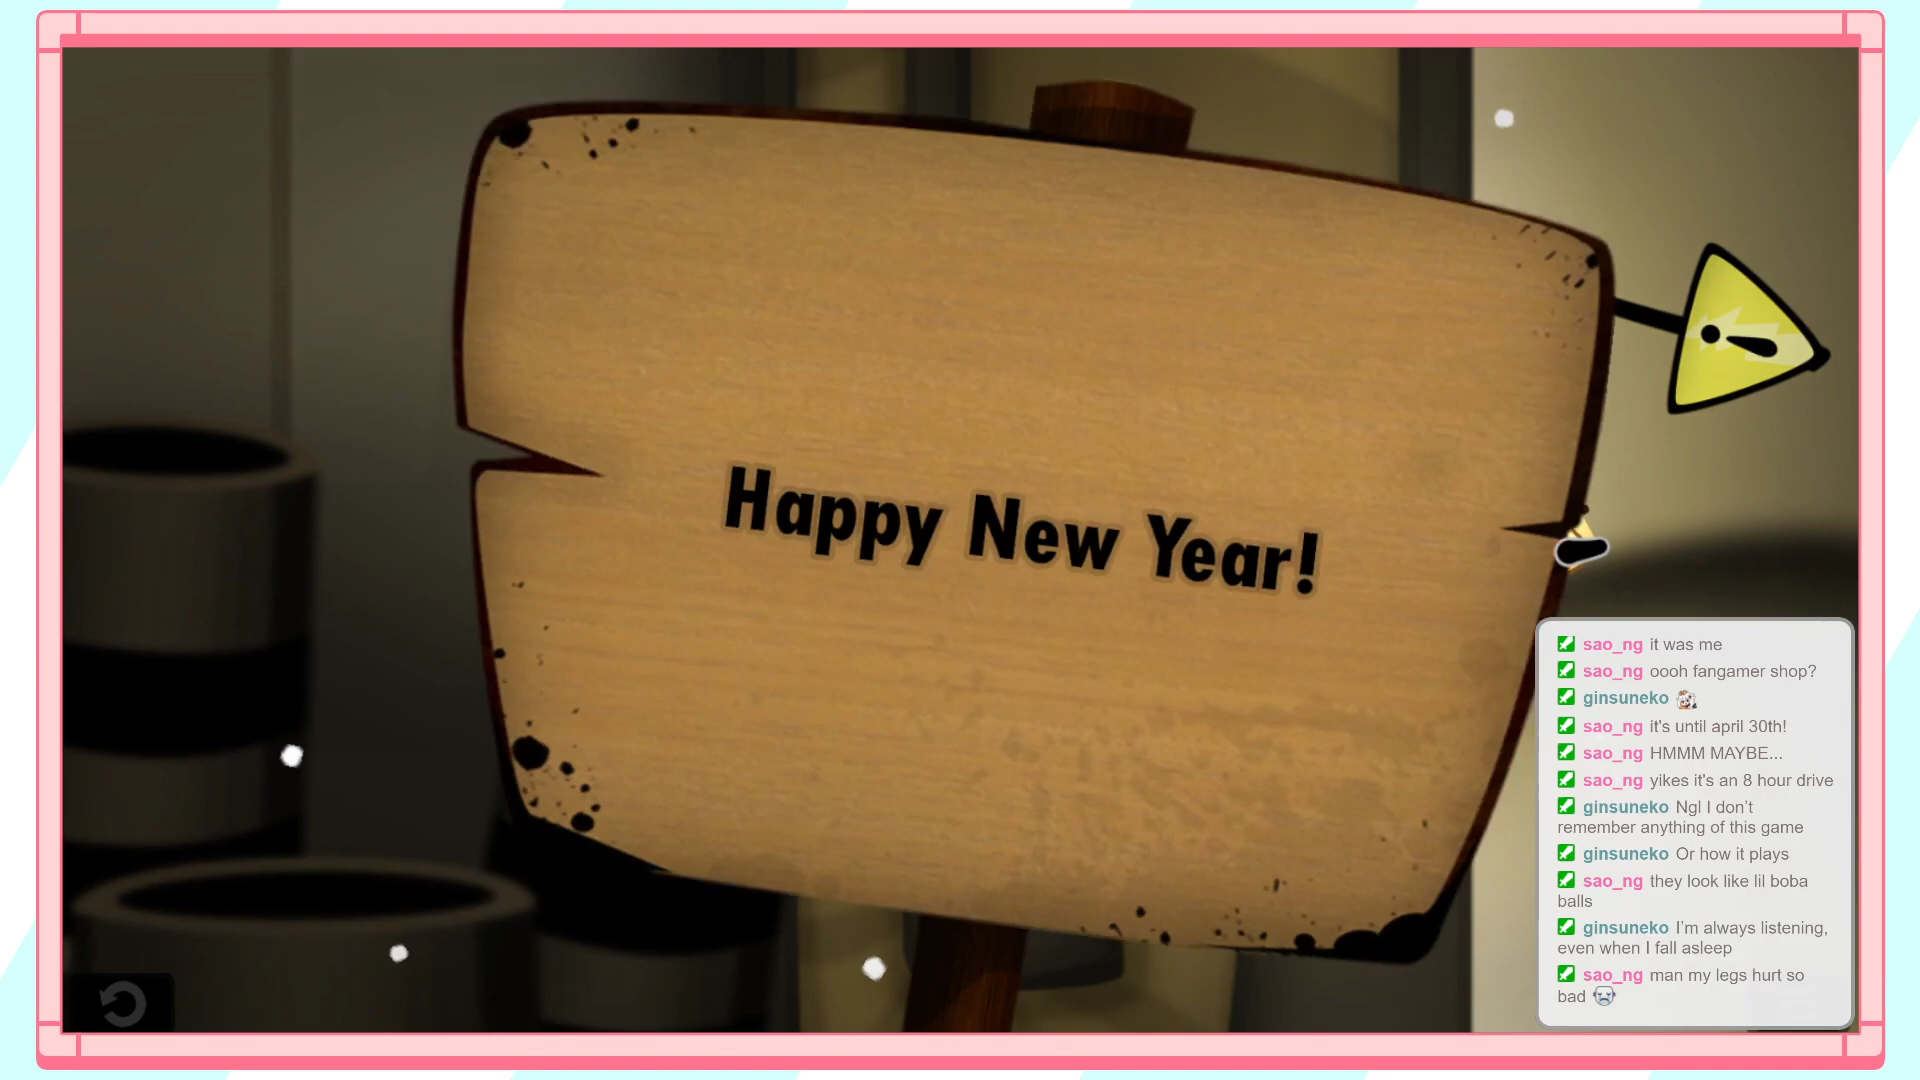 Happy New Year!
sao_ng it was me
sao_ng oooh fangamer shop?
ginsuneko
sao_ng it's until april 30th!
sao_ng HMMM MAYBE...
sao_ng yikes it's an 8 hour drive
ginsuneko Ngl I don’t
remember anything of this game
ginsuneko Or how it plays
sao_ng they look like lil boba
balls
ginsuneko I’m always listening,
even when I fall asleep
sao_ng man my legs hurt so
bad